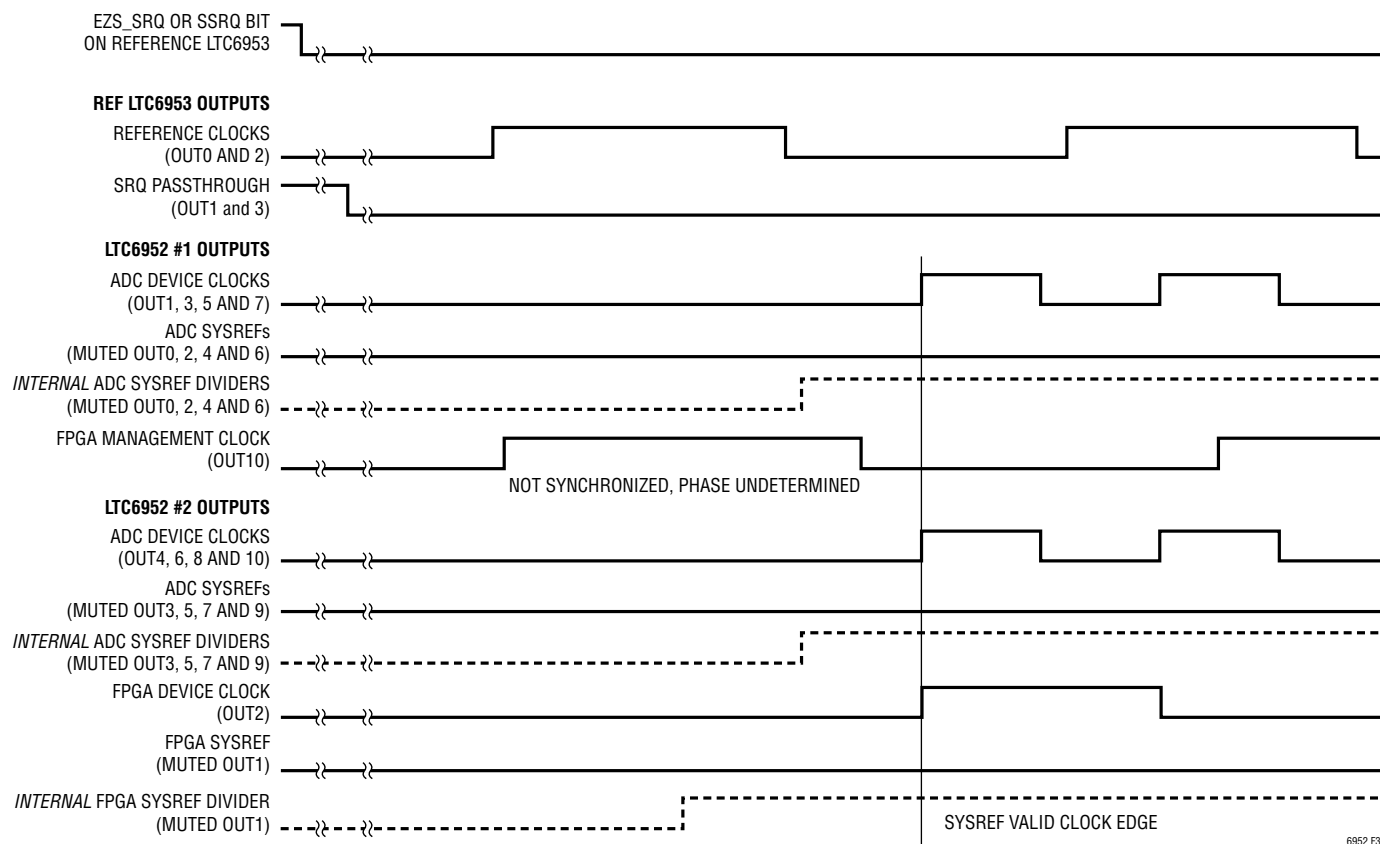 EZS_SRQ OR SSRQ BIT
ON REFERENCE LTC6953
REF LTC6953 OUTPUTS
REFERENCE CLOCKS
(OUT0 AND 2)
SRQ PASSTHROUGH
(OUT1 and 3)
LTC6952 #1 OUTPUTS
ADC DEVICE CLOCKS
(OUT1, 3, 5 AND 7)
ADC SYSREFs
(MUTED OUT0, 2, 4 AND 6)
INTERNAL ADC SYSREF DIVIDERS
(MUTED OUT0, 2, 4 AND 6)
FPGA MANAGEMENT CLOCK
(OUT10)
NOT SYNCHRONIZED, PHASE UNDETERMINED
LTC6952 #2 OUTPUTS
ADC DEVICE CLOCKS
(OUT4, 6, 8 AND 10)
ADC SYSREFs
(MUTED OUT3, 5, 7 AND 9)
INTERNAL ADC SYSREF DIVIDERS
(MUTED OUT3, 5, 7 AND 9)
FPGA DEVICE CLOCK
(OUT2)
FPGA SYSREF
(MUTED OUT1)
INTERNAL FPGA SYSREF DIVIDER
(MUTED OUT1)
SYSREF VALID CLOCK EDGE
6952 F3